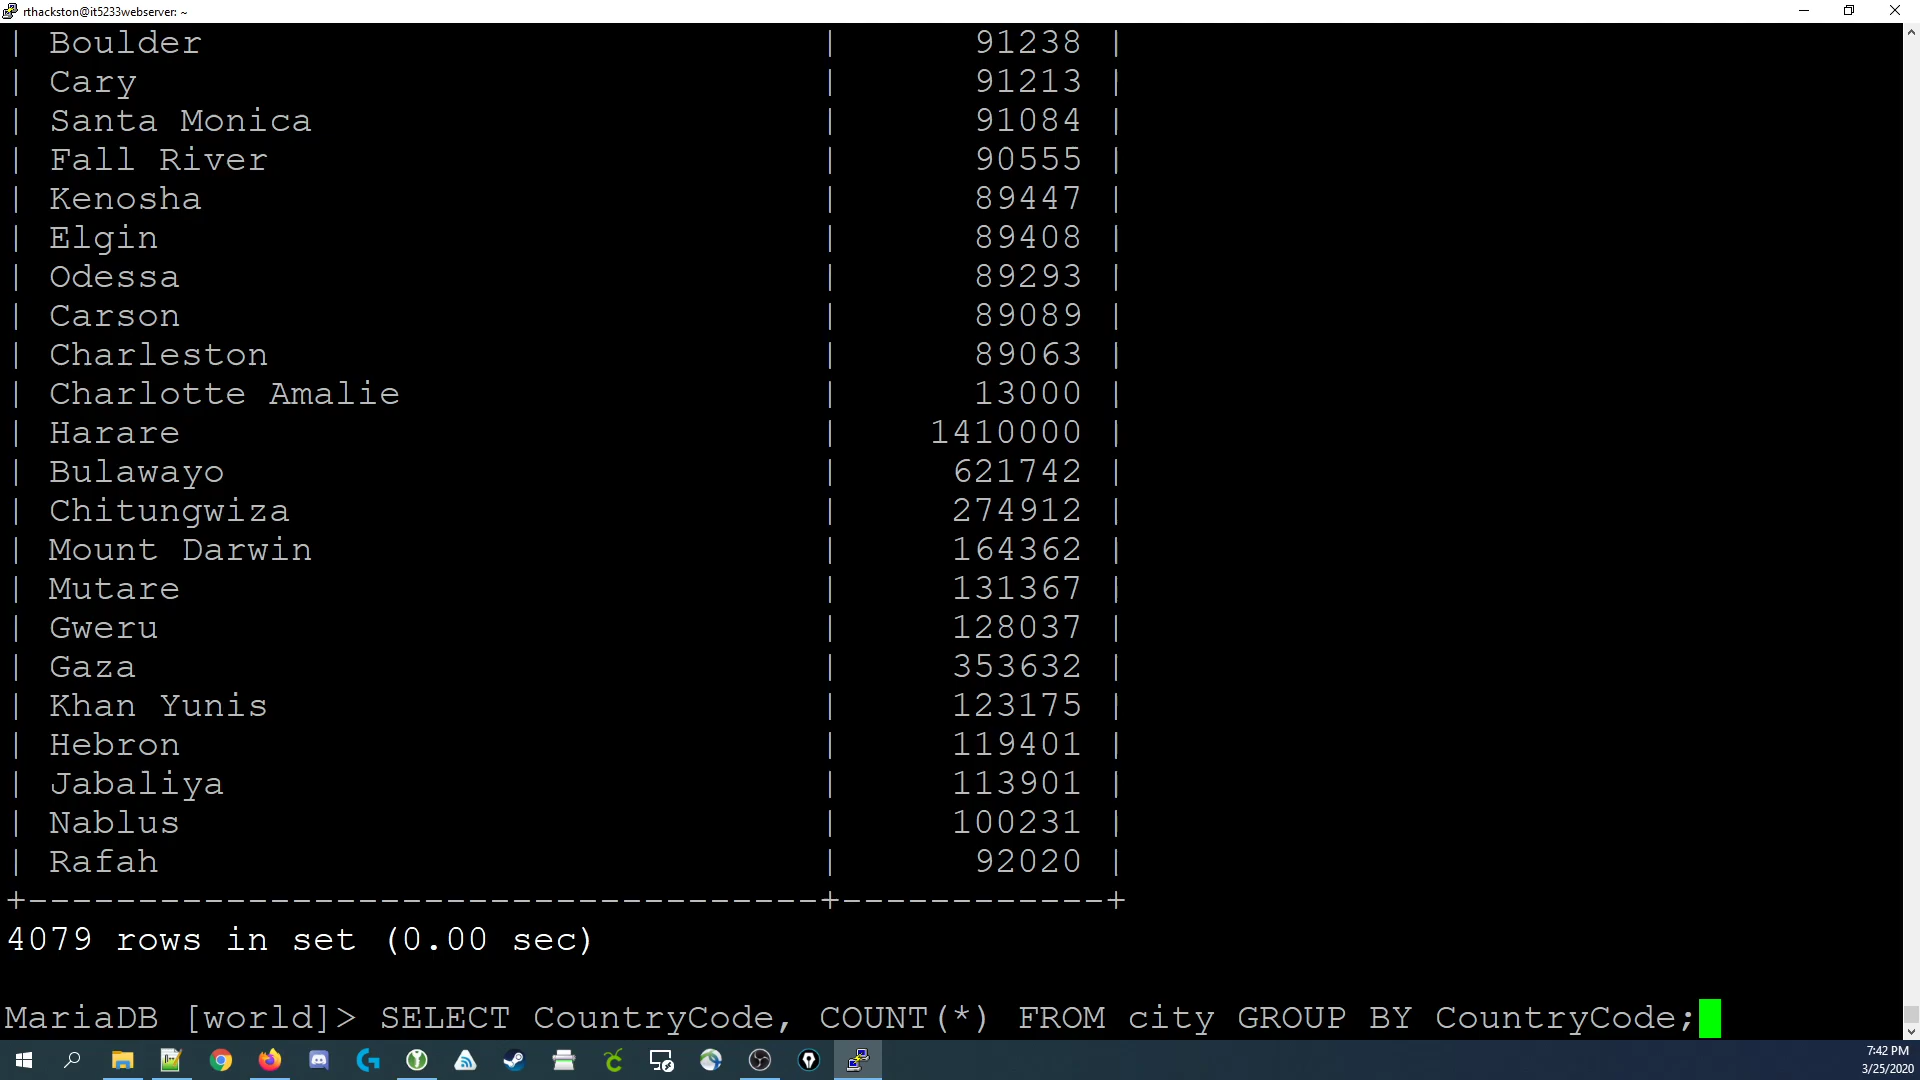 rthackston@it5233webserver: ~
| Boulder | 91238 |
| Cary | 91213 |
| Santa Monica | 91084 |
| Fall River | 90555 |
| Kenosha | 89447 |
| Elgin | 89408 |
| Odessa | 89293 |
| Carson | 89089 |
| Charleston | 89063 |
| Charlotte Amalie | 13000 |
| Harare | 1410000 |
| Bulawayo | 621742 |
| Chitungwiza | 274912 |
| Mount Darwin | 164362 |
| Mutare | 131367 |
| Gweru | 128037 |
| Gaza | 353632 |
| Khan Yunis | 123175 |
| Hebron | 119401 |
| Jabaliya | 113901 |
| Nablus | 100231 |
| Rafah | 92020 |
+------------------------------------+------------+
4079 rows in set (0.00 sec)
MariaDB [world]> SELECT CountryCode, COUNT(*) FROM city GROUP BY CountryCode;
7:42 PM
3/25/2020